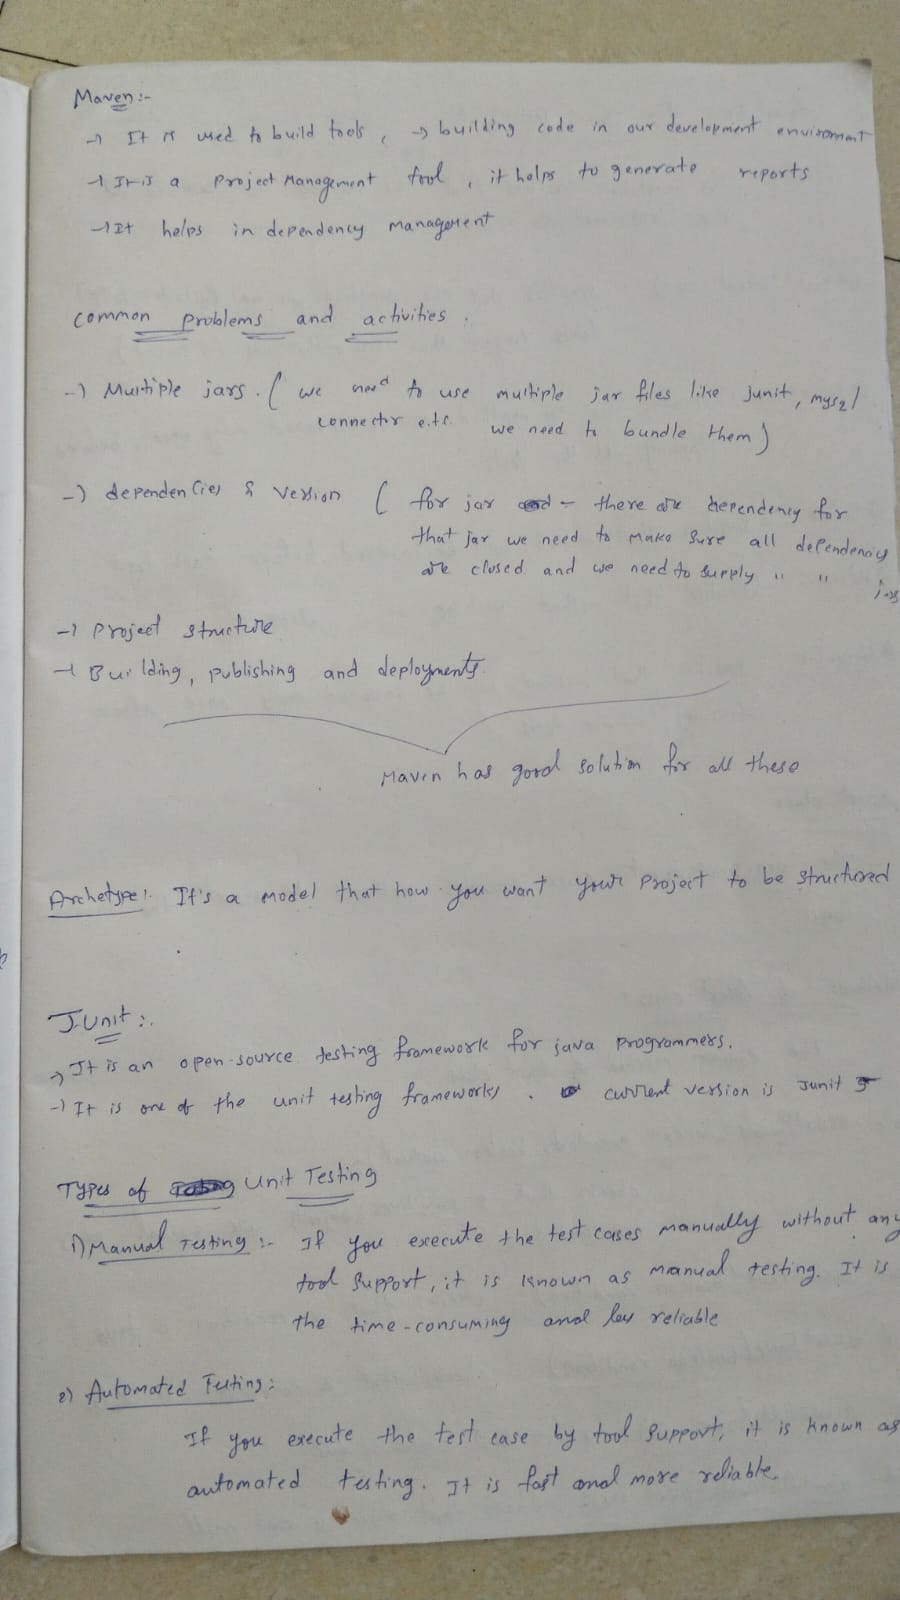 Maven :-
→ It is used to build tools, → building code in our development environment
→ It is a Project Management tool, it helps to generate reports
→ It helps in dependency management
common problems and activities.
→ Multiple jars. ( we need to use multiple jar files like junit, mysql
connector e.t.c. we need to bundle them )
→ dependencies & Version ( for jar - there are dependency for
that jar we need to make sure all dependency
are closed and we need to supply " " jars
→ Project structure
→ Building, publishing and deployments.
Maven has good solution for all these
Archetype :- It's a model that how you want your Project to be structured
J-Unit :-
→ It is an open-source testing framework for java programmers.
→ It is one of the unit testing frameworks. current version is Junit 5
Types of Unit Testing
1) Manual Testing :- If you execute the test cases manually without any
tool support, it is known as manual testing. It is
the time-consuming and less reliable
2) Automated Testing :
If you execute the test case by tool support, it is known as
automated testing. It is fast and more reliable.